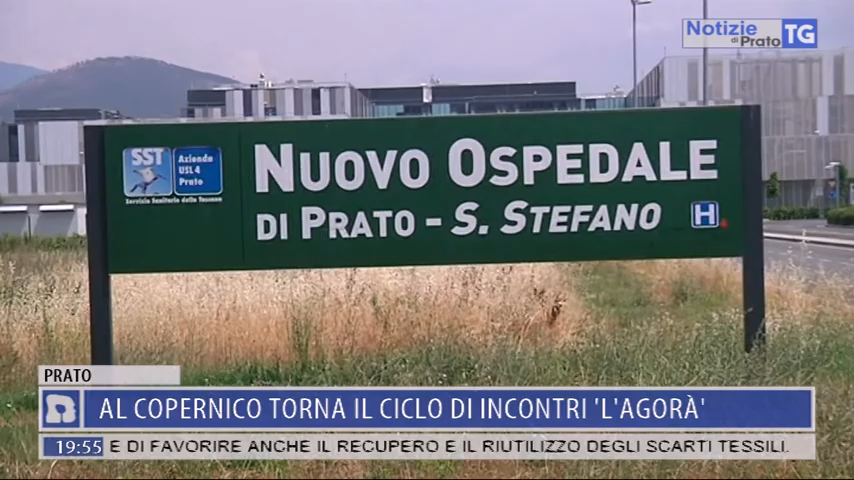 Notizie
di Prato
TG
SST
Azienda
USL 4
Prato
Servizio Sanitario della Toscana
NUOVO OSPEDALE
DI PRATO - S. STEFANO
H
PRATO
AL COPERNICO TORNA IL CICLO DI INCONTRI 'L'AGORÀ'
19:55 E DI FAVORIRE ANCHE IL RECUPERO E IL RIUTILIZZO DEGLI SCARTI TESSILI.